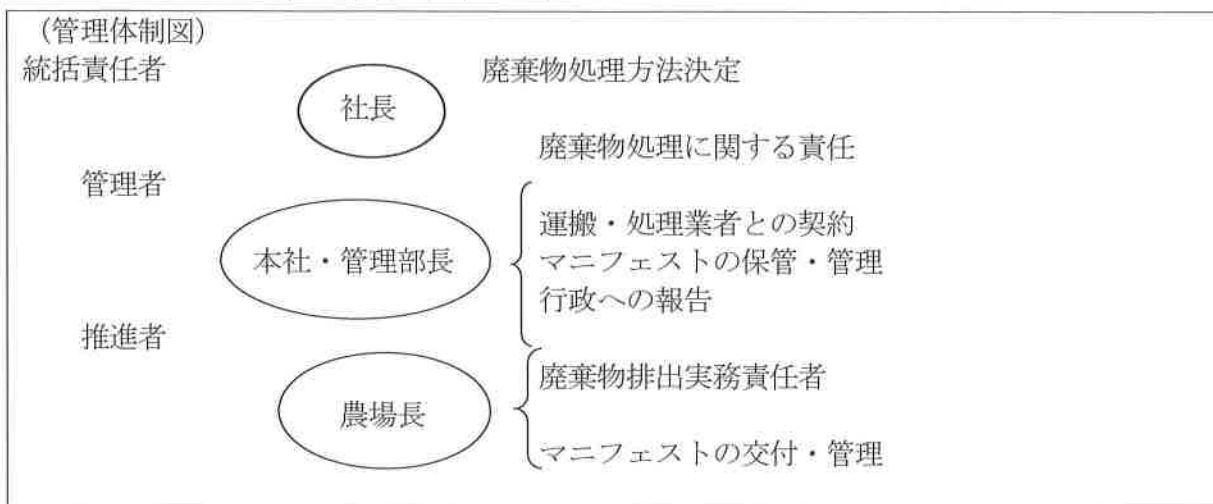 (管理体制図)
統括責任者 廃棄物処理方法決定
社長
廃棄物処理に関する責任
管理者
運搬・処理業者との契約
本社・管理部長 マニフェストの保管・管理
行政への報告
推進者
廃棄物排出実務責任者
農場長
マニフェストの交付・管理